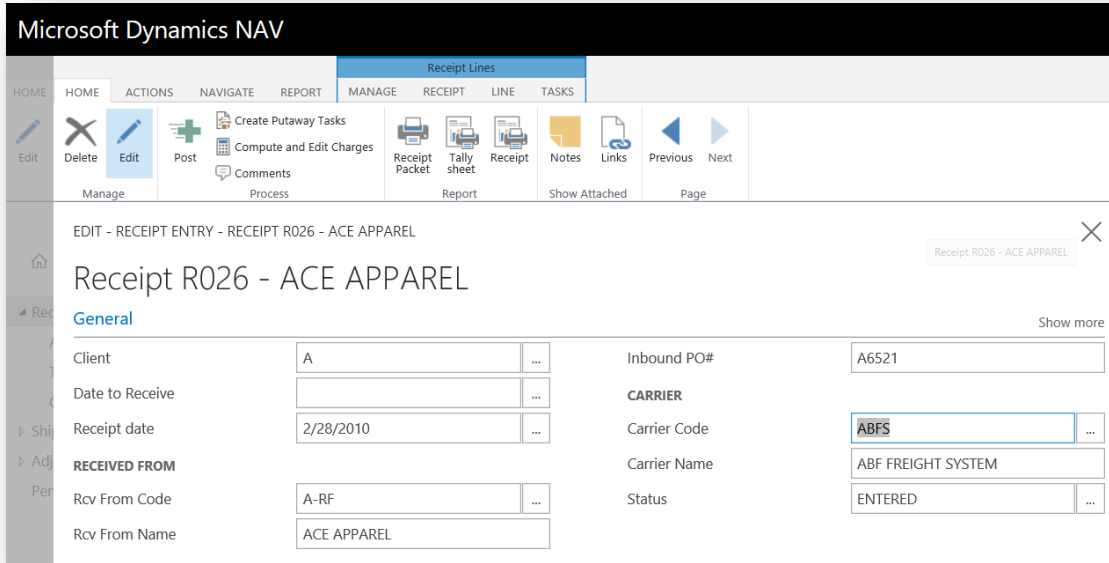 Microsoft Dynamics NAV
Receipt Lines
HOME HOME ACTIONS NAVIGATE REPORT MANAGE RECEIPT LINE TASKS
Edit
Delete
Edit
Post
Create Putaway Tasks
Compute and Edit Charges
Comments
Receipt Packet
Tally sheet
Receipt
Notes
Links
Previous
Next
Manage
Process
Report
Show Attached
Page
EDIT - RECEIPT ENTRY - RECEIPT R026 - ACE APPAREL
Receipt R026 - ACE APPAREL
Receipt R026 - ACE APPAREL
General
Show more
Client A ...
Inbound PO# A6521
Date to Receive ...
CARRIER
Receipt date 2/28/2010 ...
Carrier Code ABFS ...
RECEIVED FROM
Carrier Name ABF FREIGHT SYSTEM
Rcv From Code A-RF ...
Status ENTERED ...
Rcv From Name ACE APPAREL
Rec
Ship
Adj
Per